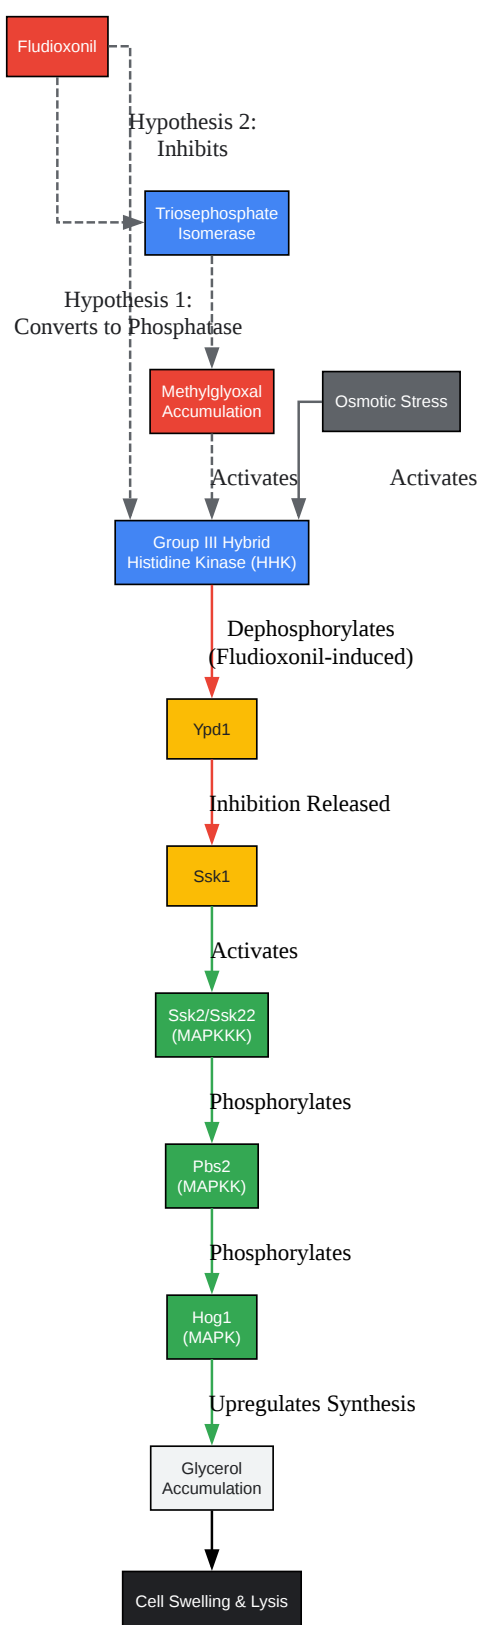 Fludioxonil
Hypothesis 2:
Inhibits
Triosephosphate
Isomerase
Hypothesis 1:
Converts to Phosphatase
Methylglyoxal
Accumulation
Osmotic Stress
Activates
Activates
Group III Hybrid
Histidine Kinase (HHK)
Dephosphorylates
(Fludioxonil-induced)
Ypd1
Inhibition Released
Ssk1
Activates
Ssk2/Ssk22
(MAPKKK)
Phosphorylates
Pbs2
(MAPKK)
Phosphorylates
Hog1
(MAPK)
Upregulates Synthesis
Glycerol
Accumulation
Cell Swelling & Lysis